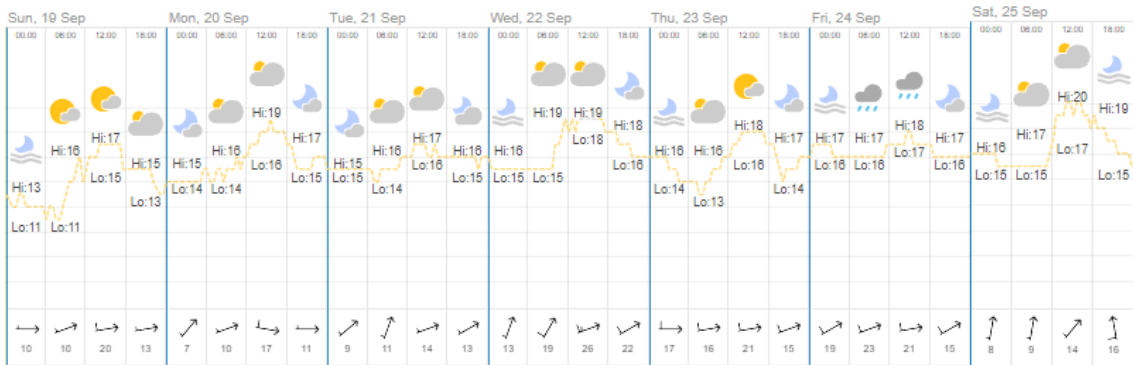 Sun, 19 Sep Mon, 20 Sep Tue, 21 Sep Wed, 22 Sep Thu, 23 Sep Fri, 24 Sep Sat, 25 Sep
00:00 06:00 12:00 18:00 00:00 06:00 12:00 18:00 00:00 06:00 12:00 18:00 00:00 06:00 12:00 18:00 00:00 06:00 12:00 18:00 00:00 06:00 12:00 18:00 00:00 06:00 12:00 18:00
Hi:13 Hi:16 Hi:17 Hi:15 Hi:15 Hi:16 Hi:19 Hi:17 Hi:15 Hi:16 Hi:17 Hi:16 Hi:16 Hi:19 Hi:19 Hi:18 Hi:16 Hi:16 Hi:18 Hi:17 Hi:17 Hi:16 Hi:18 Hi:17 Hi:16 Hi:17 Hi:20 Hi:19
Lo:11 Lo:11 Lo:15 Lo:13 Lo:14 Lo:14 Lo:16 Lo:15 Lo:15 Lo:14 Lo:16 Lo:15 Lo:15 Lo:15 Lo:18 Lo:16 Lo:14 Lo:13 Lo:16 Lo:14 Lo:16 Lo:16 Lo:17 Lo:16 Lo:15 Lo:15 Lo:17 Lo:15
10 10 20 13 7 10 17 11 9 11 14 13 13 19 26 22 17 16 21 15 19 23 21 15 8 9 14 16